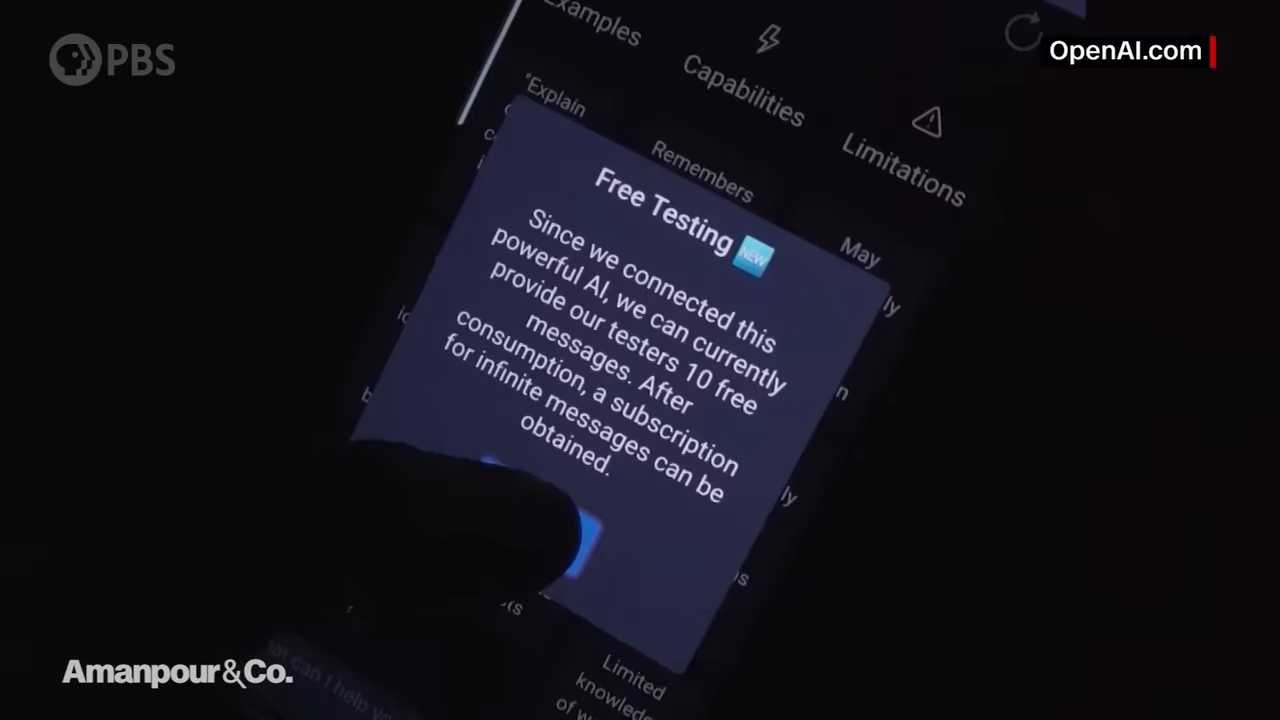 PBS
OpenAI.com
Examples
Capabilities
Limitations
"Explain
Remembers
May
Free Testing NEW
Since we connected this
powerful AI, we can currently
provide our testers 10 free
messages. After
consumption, a subscription
for infinite messages can be
obtained.
Limited
Amanpour&Co.